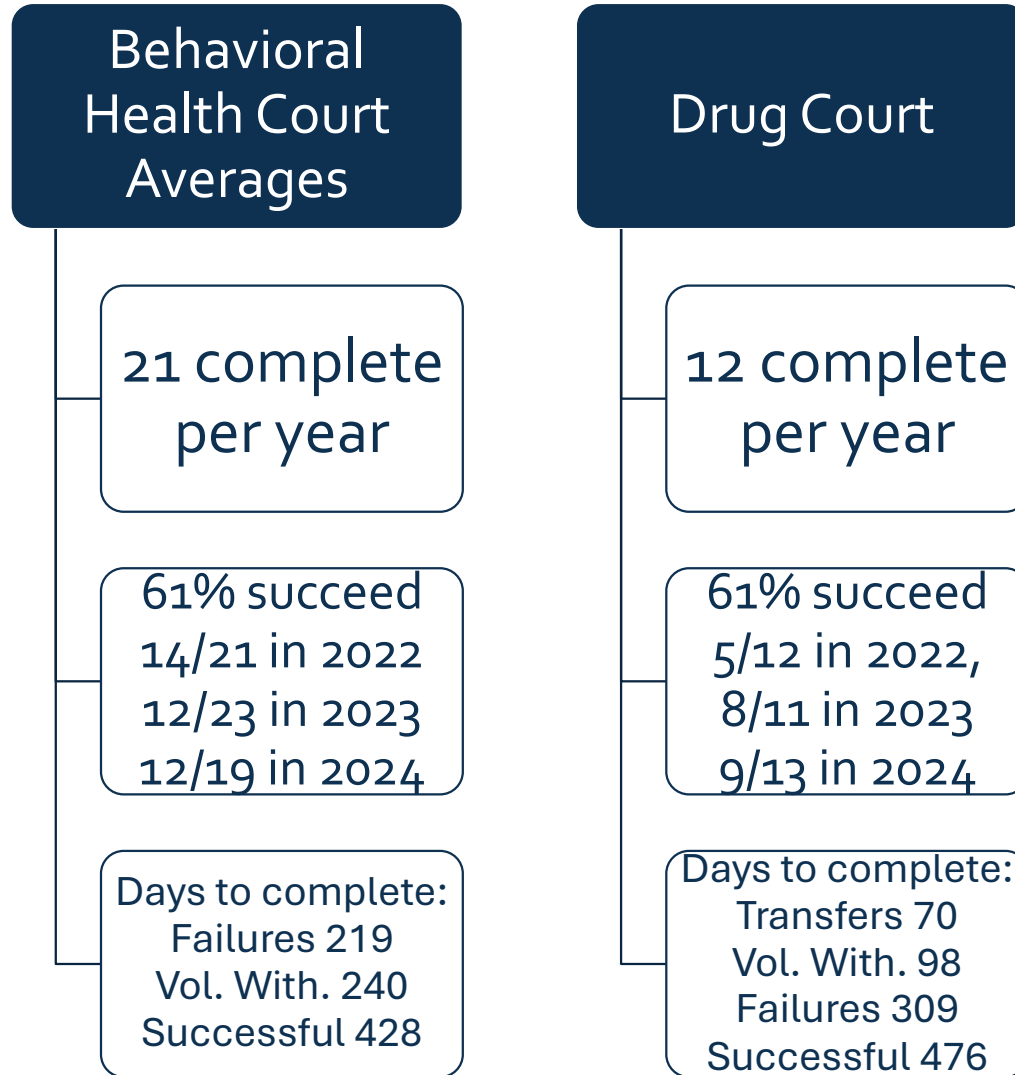 Behavioral
Health Court
Averages
21 complete
per year
61% succeed
14/21 in 2022
12/23 in 2023
12/19 in 2024
Days to complete:
Failures 219
Vol. With. 240
Successful 428
Drug Court
12 complete
per year
61% succeed
5/12 in 2022,
8/11 in 2023
9/13 in 2024
Days to complete:
Transfers 70
Vol. With. 98
Failures 309
Successful 476